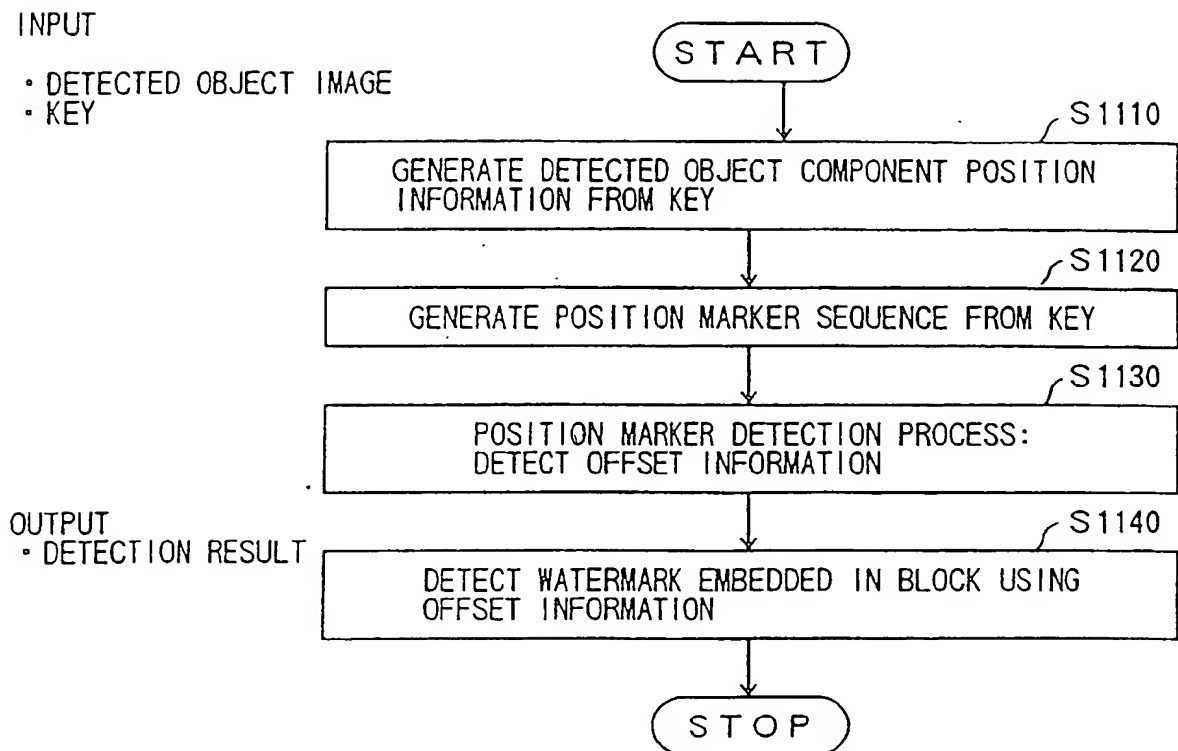 INPUT
・DETECTED OBJECT IMAGE
・KEY
START
S1110
GENERATE DETECTED OBJECT COMPONENT POSITION
INFORMATION FROM KEY
S1120
GENERATE POSITION MARKER SEQUENCE FROM KEY
S1130
POSITION MARKER DETECTION PROCESS:
DETECT OFFSET INFORMATION
OUTPUT
・DETECTION RESULT
S1140
DETECT WATERMARK EMBEDDED IN BLOCK USING
OFFSET INFORMATION
STOP